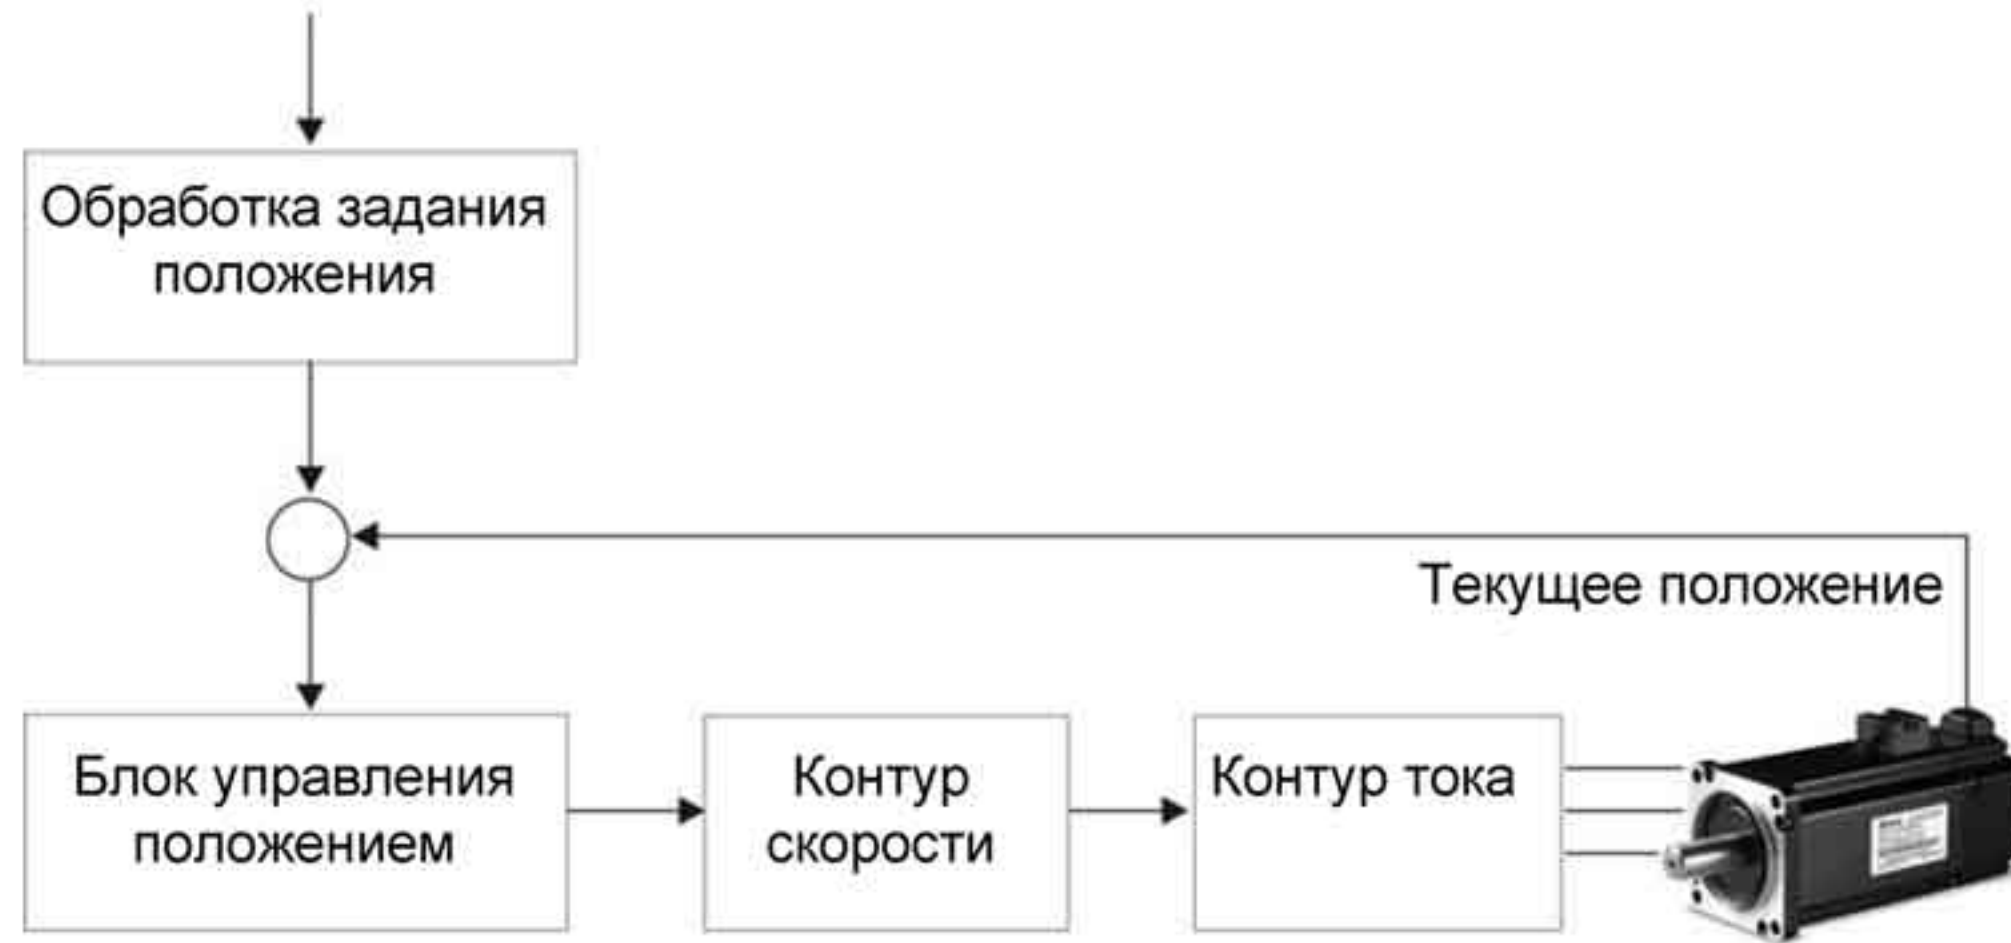 Обработка задания
положения
Текущее положение
Блок управления
положением
Контур
скорости
Контур тока